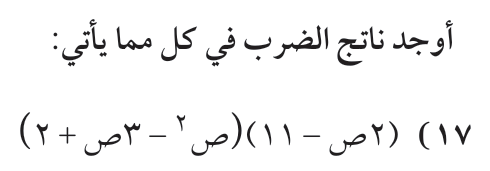 أوجد ناتج الضرب في كل مما يأتي:
١٧) (٢ص – ١١)(ص٢ – ٣ص + ٢)